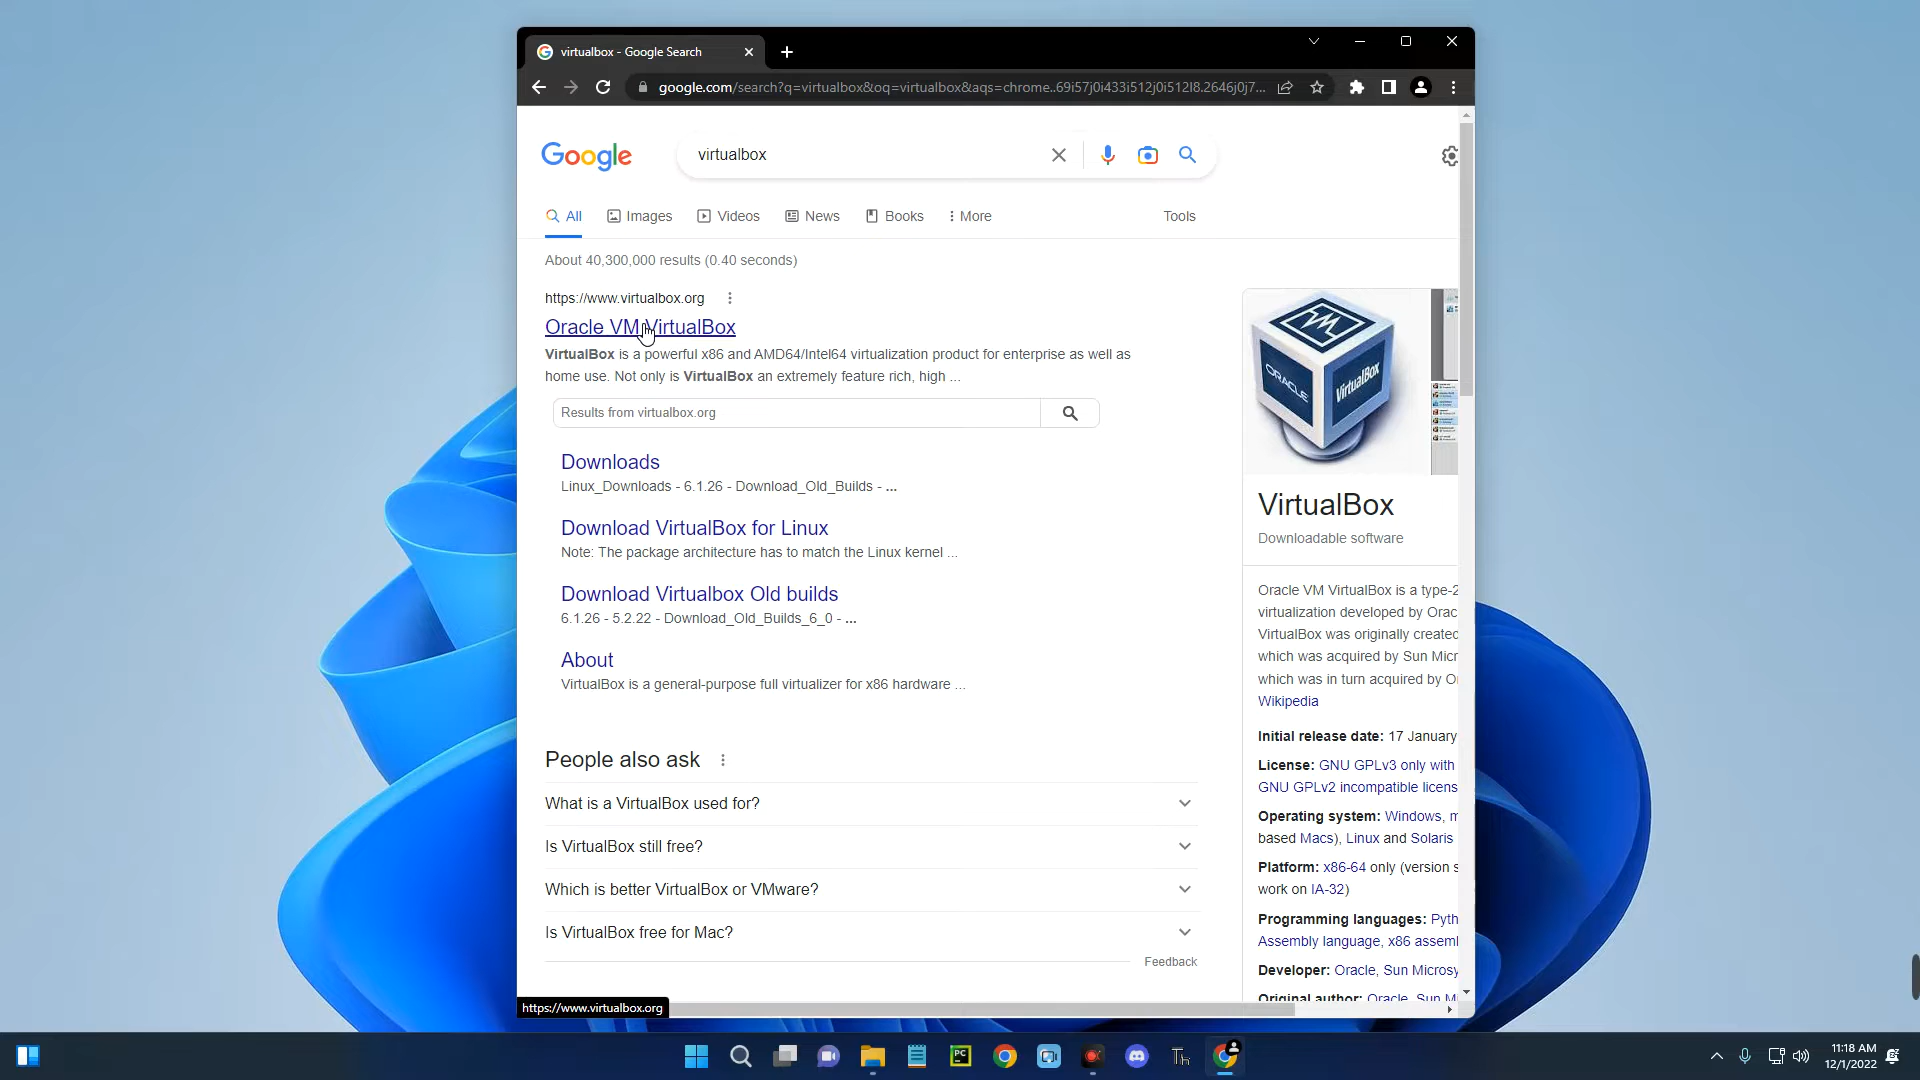 virtualbox - Google Search
google.com/search?q=virtualbox&oq=virtualbox&aqs=chrome..69i57j0i433i512j0i512l8.2646j0j7...
Google
virtualbox
All
Images
Videos
News
Books
More
Tools
About 40,300,000 results (0.40 seconds)
https://www.virtualbox.org
Oracle VM VirtualBox
VirtualBox is a powerful x86 and AMD64/Intel64 virtualization product for enterprise as well as
home use. Not only is VirtualBox an extremely feature rich, high ...
Results from virtualbox.org
Downloads
Linux_Downloads - 6.1.26 - Download_Old_Builds - ...
Download VirtualBox for Linux
Note: The package architecture has to match the Linux kernel ...
Download Virtualbox Old builds
6.1.26 - 5.2.22 - Download_Old_Builds_6_0 - ...
About
VirtualBox is a general-purpose full virtualizer for x86 hardware ...
People also ask
What is a VirtualBox used for?
Is VirtualBox still free?
Which is better VirtualBox or VMware?
Is VirtualBox free for Mac?
Feedback
ORACLE
VirtualBox
VirtualBox
Downloadable software
Oracle VM VirtualBox is a type-2
virtualization developed by Orac
VirtualBox was originally created
which was acquired by Sun Micr
which was in turn acquired by O
Wikipedia
Initial release date: 17 January
License: GNU GPLv3 only with
GNU GPLv2 incompatible licens
Operating system: Windows, m
based Macs), Linux and Solaris
Platform: x86-64 only (version s
work on IA-32)
Programming languages: Pyth
Assembly language, x86 assem
Developer: Oracle, Sun Microsy
Original author: Oracle, Sun M
https://www.virtualbox.org
PC
Th
11:18 AM
12/1/2022